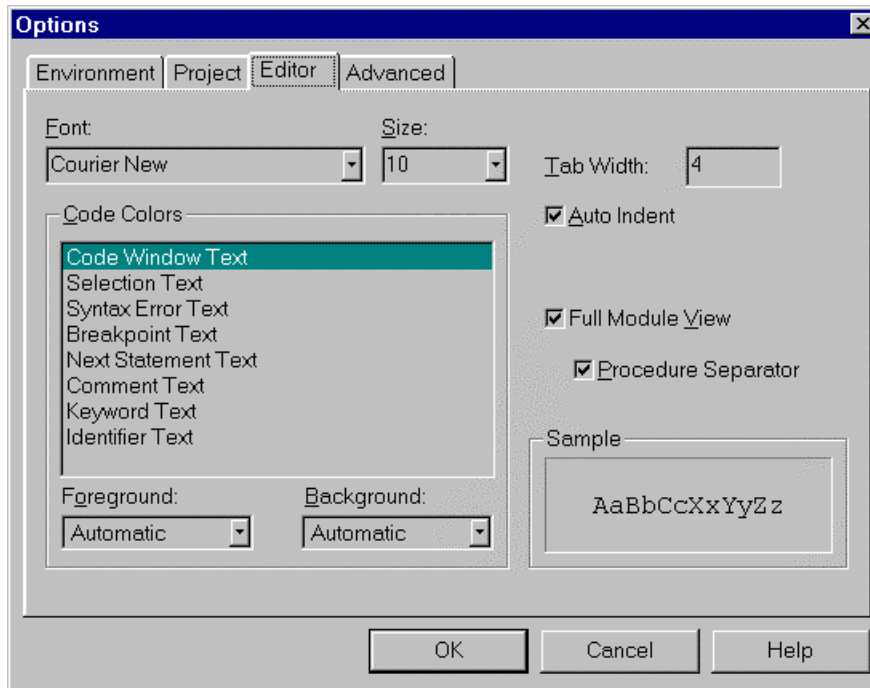 Options
Environment Project Editor Advanced
Font: Size:
Courier New 10 Tab Width: 4
Code Colors Auto Indent
Code Window Text
Selection Text
Syntax Error Text
Full Module View
Breakpoint Text
Next Statement Text
Procedure Separator
Comment Text
Keyword Text
Identifier Text
Sample
Foreground: Background:
AaBbCcXxYyZz
Automatic Automatic
OK Cancel Help